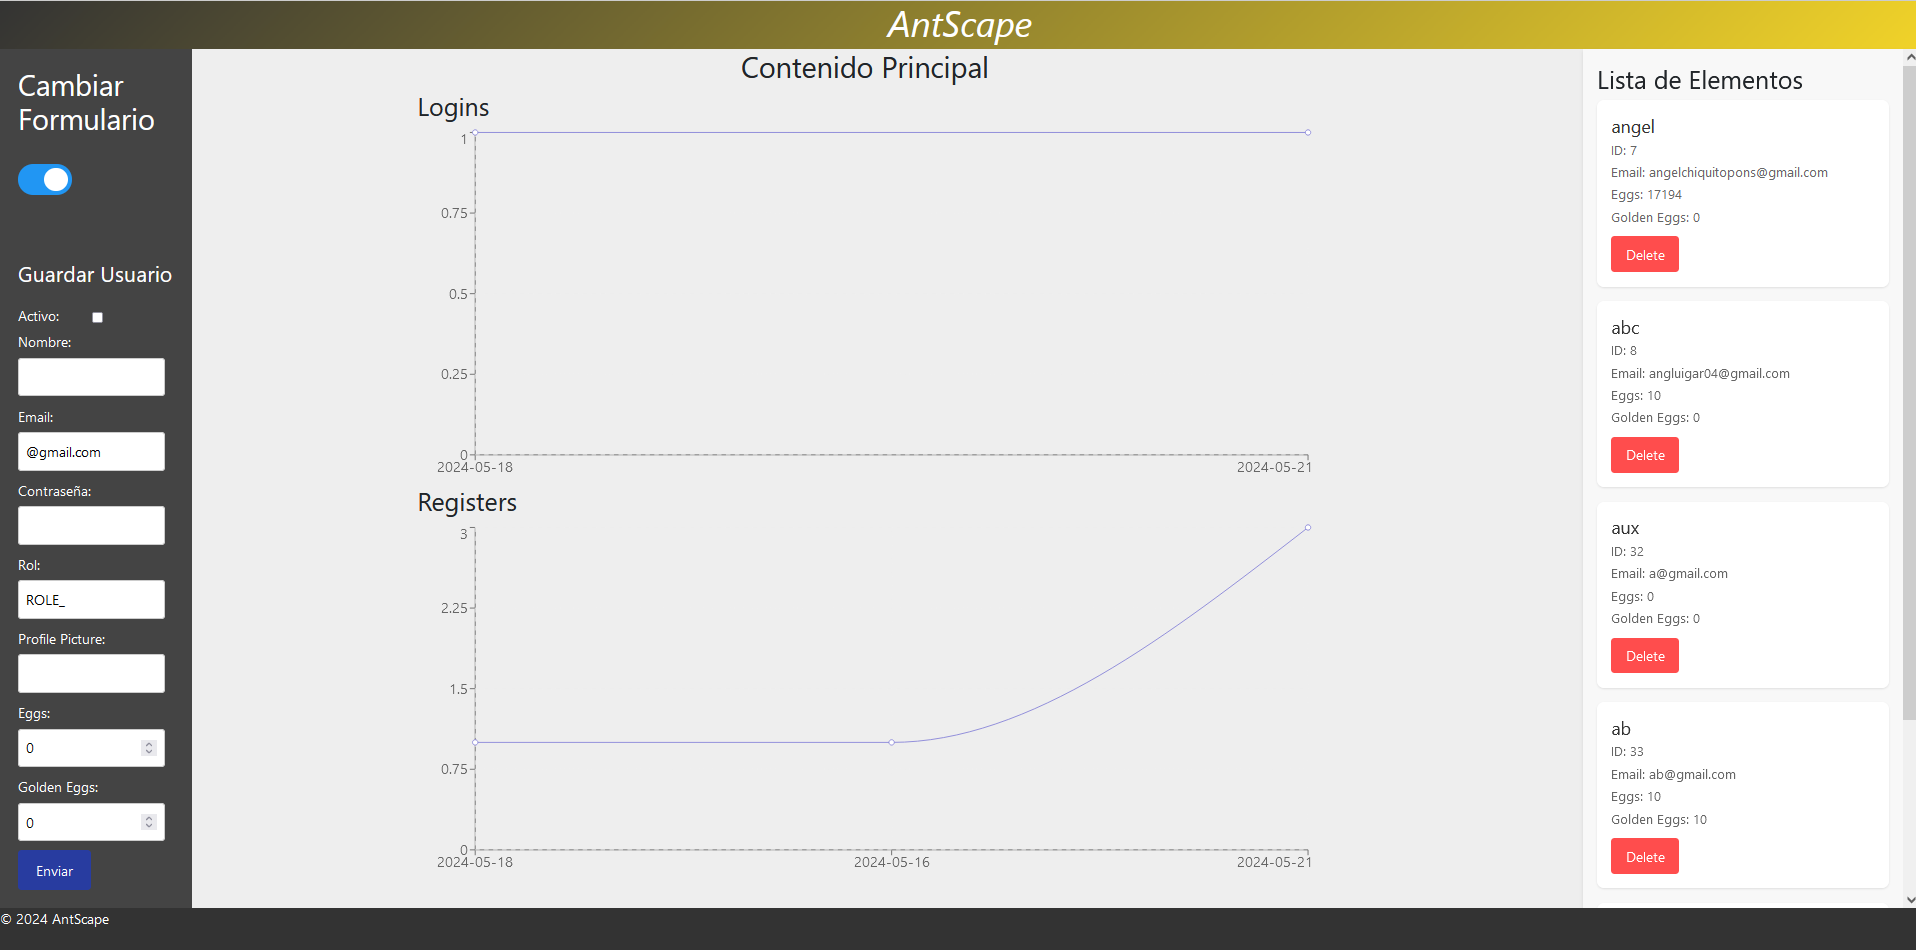 AntScape
Cambiar
Formulario
Guardar Usuario
Activo:
Nombre:
Email:
@gmail.com
Contraseña:
Rol:
ROLE_
Profile Picture:
Eggs:
0
Golden Eggs:
0
Enviar
Contenido Principal
Logins
1
0.75
0.5
0.25
0
2024-05-18 2024-05-21
Registers
3
2.25
1.5
0.75
0
2024-05-18 2024-05-16 2024-05-21
Lista de Elementos
angel
ID: 7
Email: angelchiquitopons@gmail.com
Eggs: 17194
Golden Eggs: 0
Delete
abc
ID: 8
Email: angluigar04@gmail.com
Eggs: 10
Golden Eggs: 0
Delete
aux
ID: 32
Email: a@gmail.com
Eggs: 0
Golden Eggs: 0
Delete
ab
ID: 33
Email: ab@gmail.com
Eggs: 10
Golden Eggs: 10
Delete
© 2024 AntScape